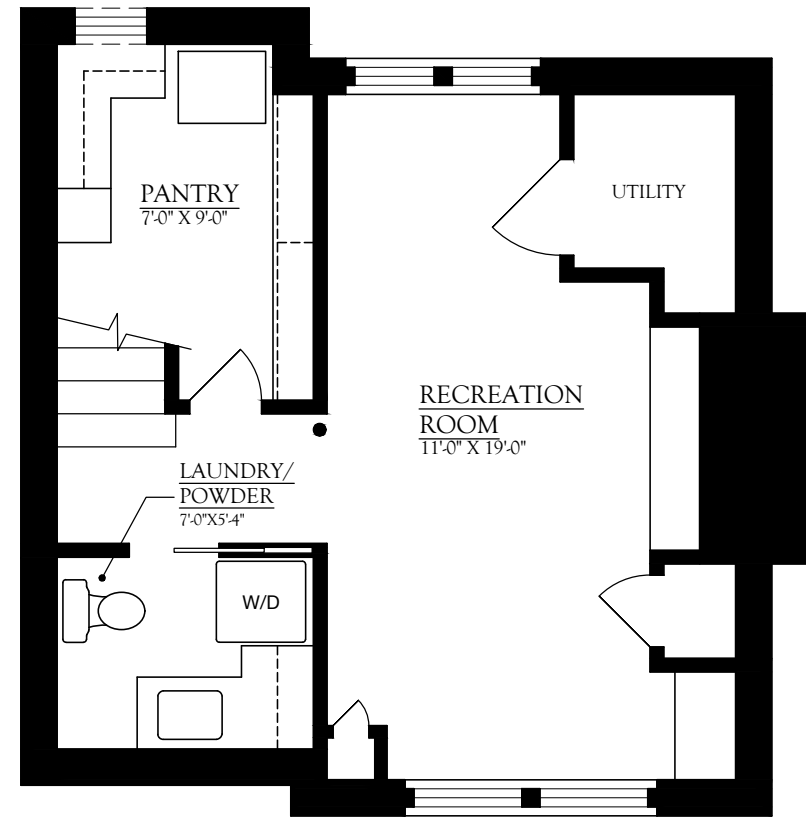 PANTRY
7'-0" X 9'-0"
UTILITY
RECREATION
ROOM
11'-0" X 19'-0"
LAUNDRY/
POWDER
7'-0"X5'-4"
W/D